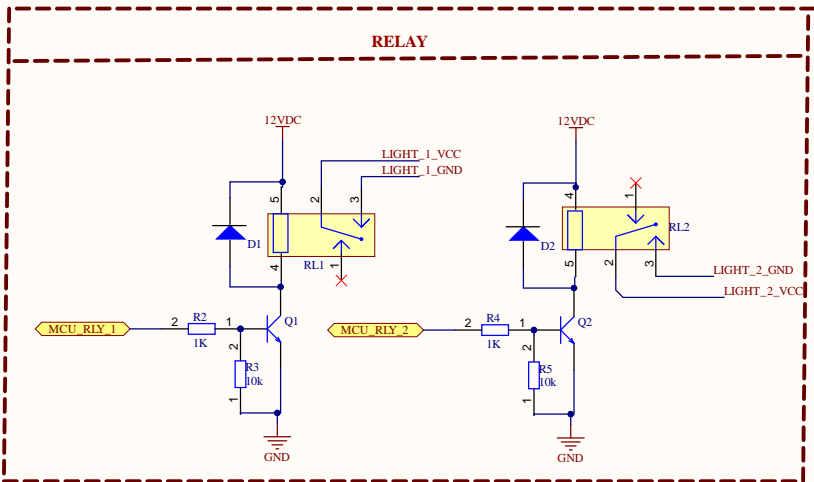 RELAY
12VDC
12VDC
LIGHT_1_VCC
LIGHT_1_GND
5
2
3
D1
4
RL1
1
4
1
D2
RL2
5
2
3
LIGHT_2_GND
LIGHT_2_VCC
MCU_RLY_1
2
R2
1K
1
Q1
2
R3
10k
1
GND
MCU_RLY_2
2
R4
1K
1
Q2
2
R5
10k
1
GND